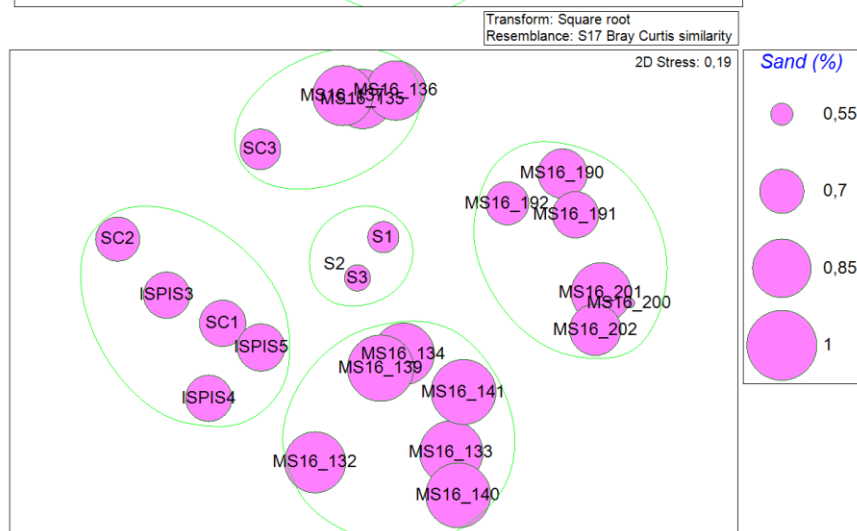 Transform: Square root
Resemblance: S17 Bray Curtis similarity
2D Stress: 0,19
Sand (%)
0,55
0,7
0,85
1
MS16_137
MS16_135
MS16_136
SC3
MS16_190
MS16_192
MS16_191
SC2
S1
S2
S3
ISPIS3
MS16_201
MS16_200
MS16_202
SC1
ISPIS5
ISPIS4
MS16_134
MS16_139
MS16_141
MS16_133
MS16_132
MS16_140